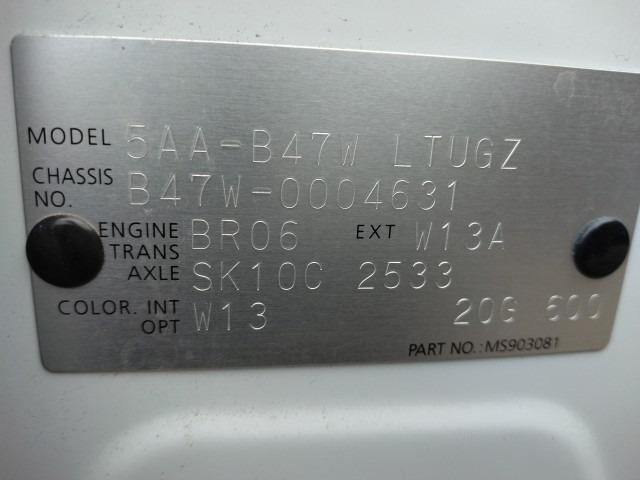 MODEL 5AA-B47W LTUGZ
CHASSIS NO. B47W-0004631
ENGINE BR06 EXT W13A
TRANS AXLE SK10C 2533
COLOR. INT W13 20G 600
OPT
PART NO.:MS903081